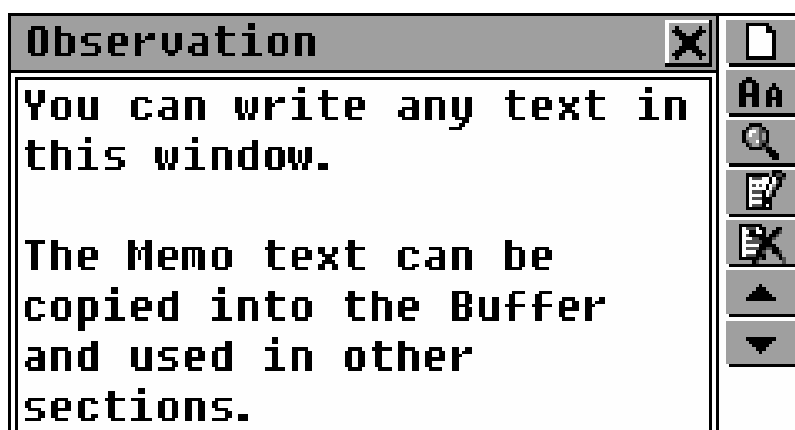 Observation
AA
You can write any text in
this window.
The Memo text can be
copied into the Buffer
and used in other
sections.